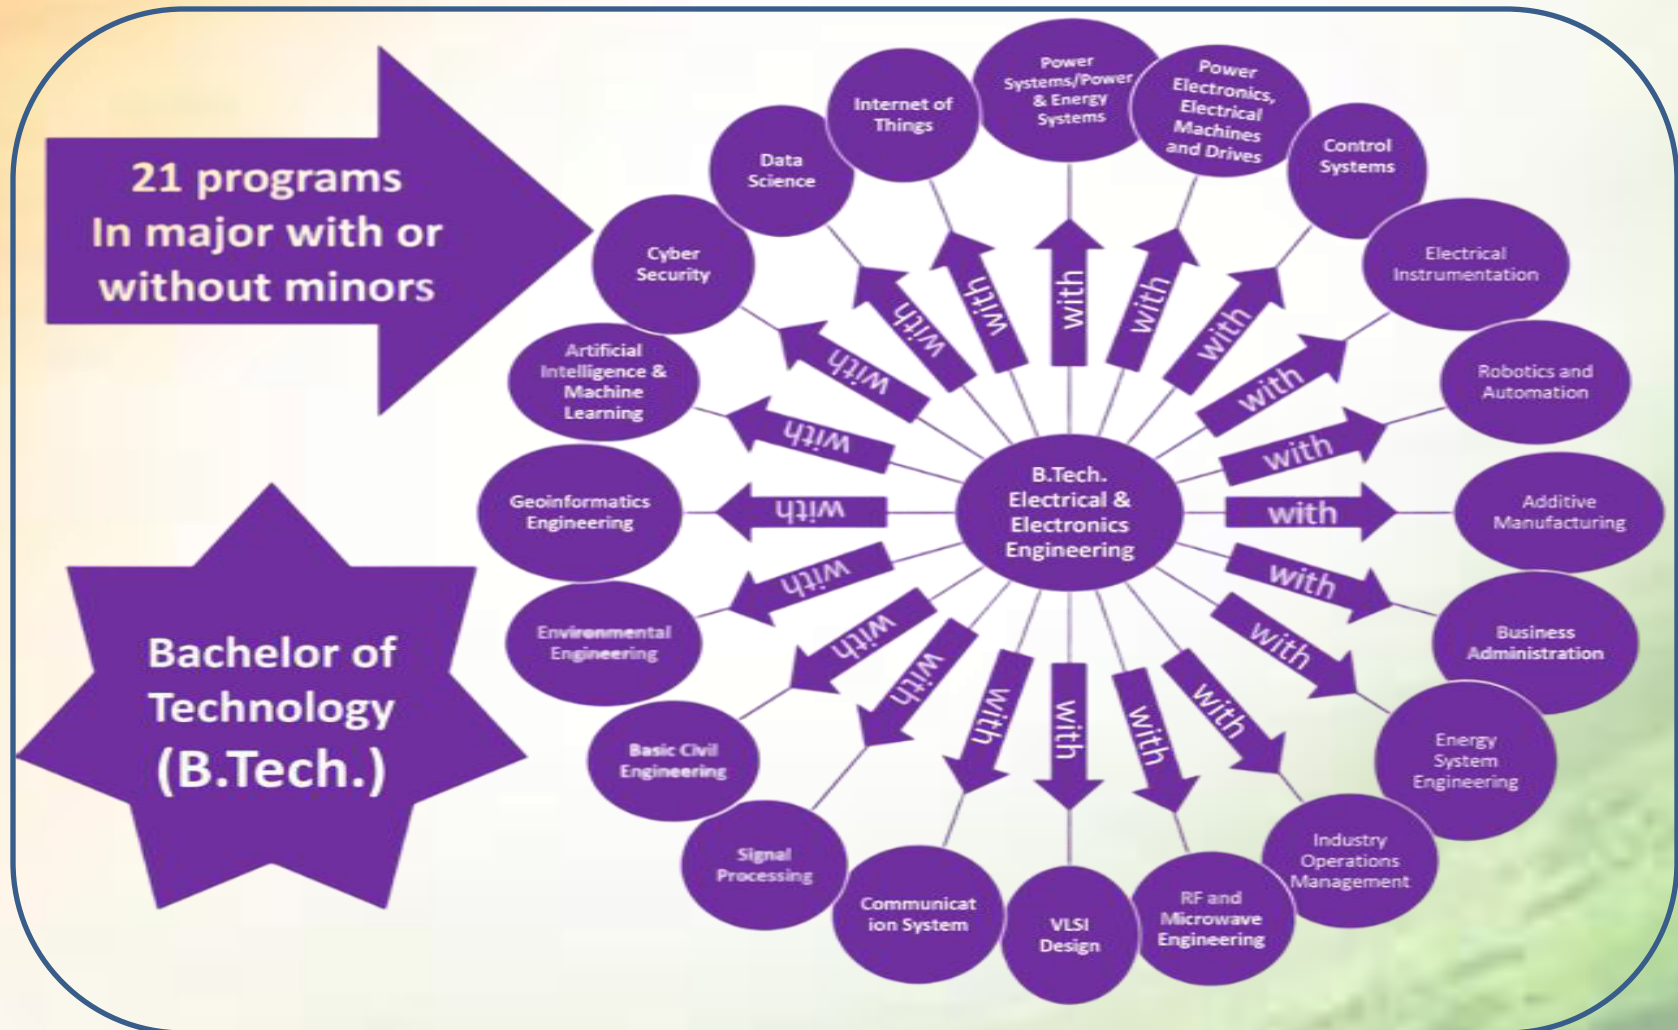 21 programs
In major with or
without minors
Bachelor of
Technology
(B.Tech.)
B.Tech.
Electrical &
Electronics
Engineering
Power
Systems/Power
& Energy
Systems
with
Power
Electronics,
Electrical
Machines
and Drives
with
Control
Systems
with
Electrical
Instrumentation
with
Robotics and
Automation
with
Additive
Manufacturing
with
Business
Administration
with
Energy
System
Engineering
with
Industry
Operations
Management
with
RF and
Microwave
Engineering
with
VLSI
Design
with
Communicat
ion System
with
Signal
Processing
with
Basic Civil
Engineering
with
Environmental
Engineering
with
Geoinformatics
Engineering
with
Artificial
Intelligence &
Machine
Learning
with
Cyber
Security
with
Data
Science
with
Internet of
Things
with